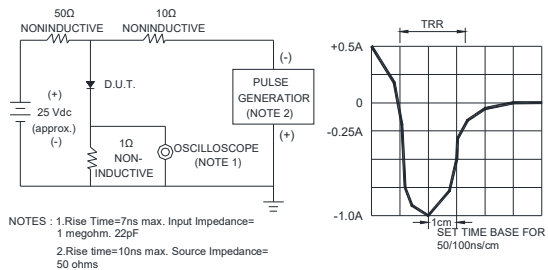 50Ω
NONINDUCTIVE
10Ω
NONINDUCTIVE
(+)
25 Vdc
(approx.)
(-)
D.U.T.
1Ω
NON-
INDUCTIVE
OSCILLOSCOPE
(NOTE 1)
(-)
PULSE
GENERATIOR
(NOTE 2)
(+)
NOTES : 1.Rise Time=7ns max. Input Impedance=
1 megohm. 22pF
2.Rise time=10ns max. Source Impedance=
50 ohms
TRR
+0.5A
0
-0.25A
-1.0A
1cm
SET TIME BASE FOR
50/100ns/cm